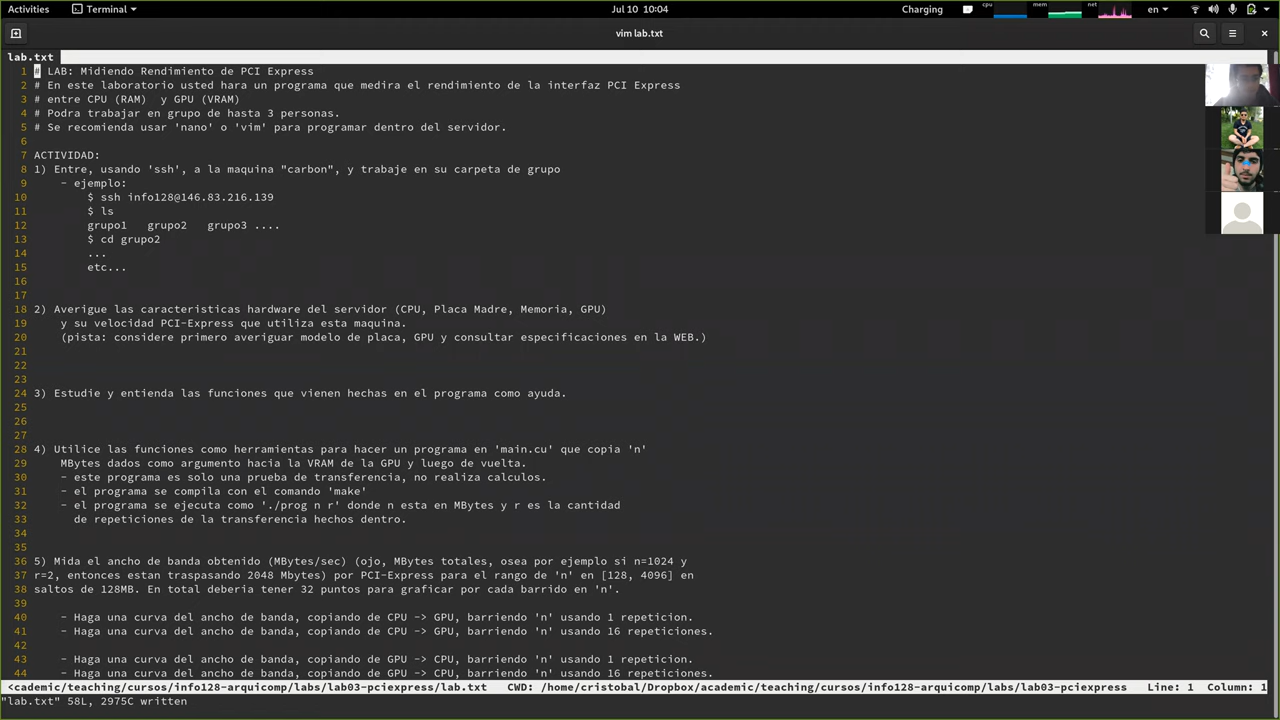 Activities Terminal Jul 10 10:04 Charging cpu mem net en
vim lab.txt
lab.txt
1 # LAB: Midiendo Rendimiento de PCI Express
2 # En este laboratorio usted hara un programa que medira el rendimiento de la interfaz PCI Express
3 # entre CPU (RAM)  y GPU (VRAM)
4 # Podra trabajar en grupo de hasta 3 personas.
5 # Se recomienda usar 'nano' o 'vim' para programar dentro del servidor.
6
7 ACTIVIDAD:
8 1) Entre, usando 'ssh', a la maquina "carbon", y trabaje en su carpeta de grupo
9     - ejemplo:
10         $ ssh info128@146.83.216.139
11         $ ls
12         grupo1   grupo2   grupo3 ....
13         $ cd grupo2
14         ...
15         etc...
16
17
18 2) Averigue las caracteristicas hardware del servidor (CPU, Placa Madre, Memoria, GPU)
19     y su velocidad PCI-Express que utiliza esta maquina.
20     (pista: considere primero averiguar modelo de placa, GPU y consultar especificaciones en la WEB.)
21
22
23
24 3) Estudie y entienda las funciones que vienen hechas en el programa como ayuda.
25
26
27
28 4) Utilice las funciones como herramientas para hacer un programa en 'main.cu' que copia 'n'
29     MBytes dados como argumento hacia la VRAM de la GPU y luego de vuelta.
30     - este programa es solo una prueba de transferencia, no realiza calculos.
31     - el programa se compila con el comando 'make'
32     - el programa se ejecuta como './prog n r' donde n esta en MBytes y r es la cantidad
33       de repeticiones de la transferencia hechos dentro.
34
35
36 5) Mida el ancho de banda obtenido (MBytes/sec) (ojo, MBytes totales, osea por ejemplo si n=1024 y
37 r=2, entonces estan traspasando 2048 Mbytes) por PCI-Express para el rango de 'n' en [128, 4096] en
38 saltos de 128MB. En total deberia tener 32 puntos para graficar por cada barrido en 'n'.
39
40     - Haga una curva del ancho de banda, copiando de CPU -> GPU, barriendo 'n' usando 1 repeticion.
41     - Haga una curva del ancho de banda, copiando de CPU -> GPU, barriendo 'n' usando 16 repeticiones.
42
43     - Haga una curva del ancho de banda, copiando de GPU -> CPU, barriendo 'n' usando 1 repeticion.
44     - Haga una curva del ancho de banda, copiando de GPU -> CPU, barriendo 'n' usando 16 repeticiones.
<cademic/teaching/cursos/info128-arquicomp/labs/lab03-pciexpress/lab.txt   CWD: /home/cristobal/Dropbox/academic/teaching/cursos/info128-arquicomp/labs/lab03-pciexpress   Line: 1   Column: 1
"lab.txt" 58L, 2975C written